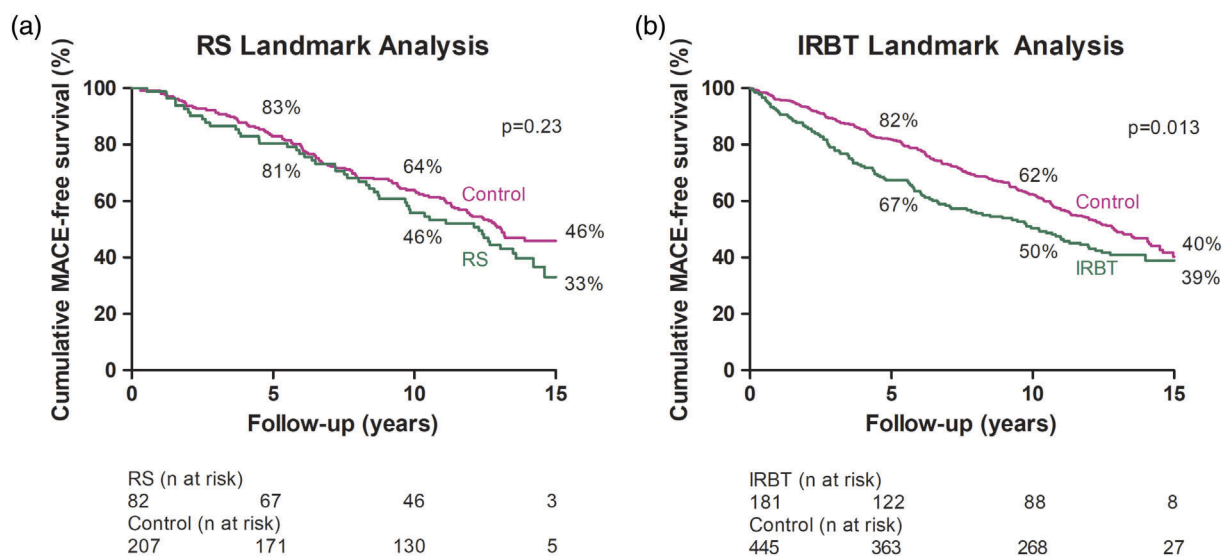 (a)
RS Landmark Analysis
Cumulative MACE-free survival (%)
100
80
60
40
20
0
83%
81%
p=0.23
64%
Control
46%
RS
46%
33%
0 5 10 15
Follow-up (years)
RS (n at risk)
82 67 46 3
Control (n at risk)
207 171 130 5
(b)
IRBT Landmark Analysis
Cumulative MACE-free survival (%)
100
80
60
40
20
0
82%
67%
p=0.013
62%
Control
50%
IRBT
40%
39%
0 5 10 15
Follow-up (years)
IRBT (n at risk)
181 122 88 8
Control (n at risk)
445 363 268 27